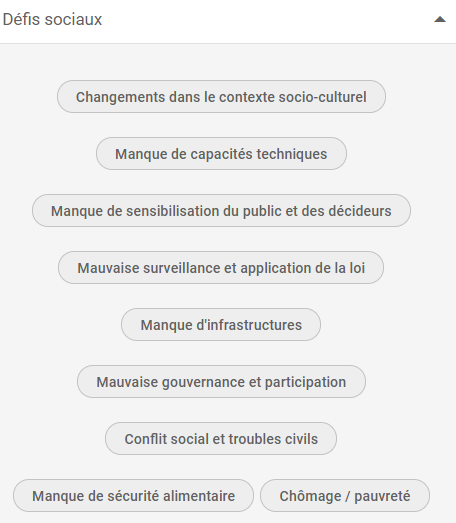 Défis sociaux
Changements dans le contexte socio-culturel
Manque de capacités techniques
Manque de sensibilisation du public et des décideurs
Mauvaise surveillance et application de la loi
Manque d'infrastructures
Mauvaise gouvernance et participation
Conflit social et troubles civils
Manque de sécurité alimentaire Chômage / pauvreté